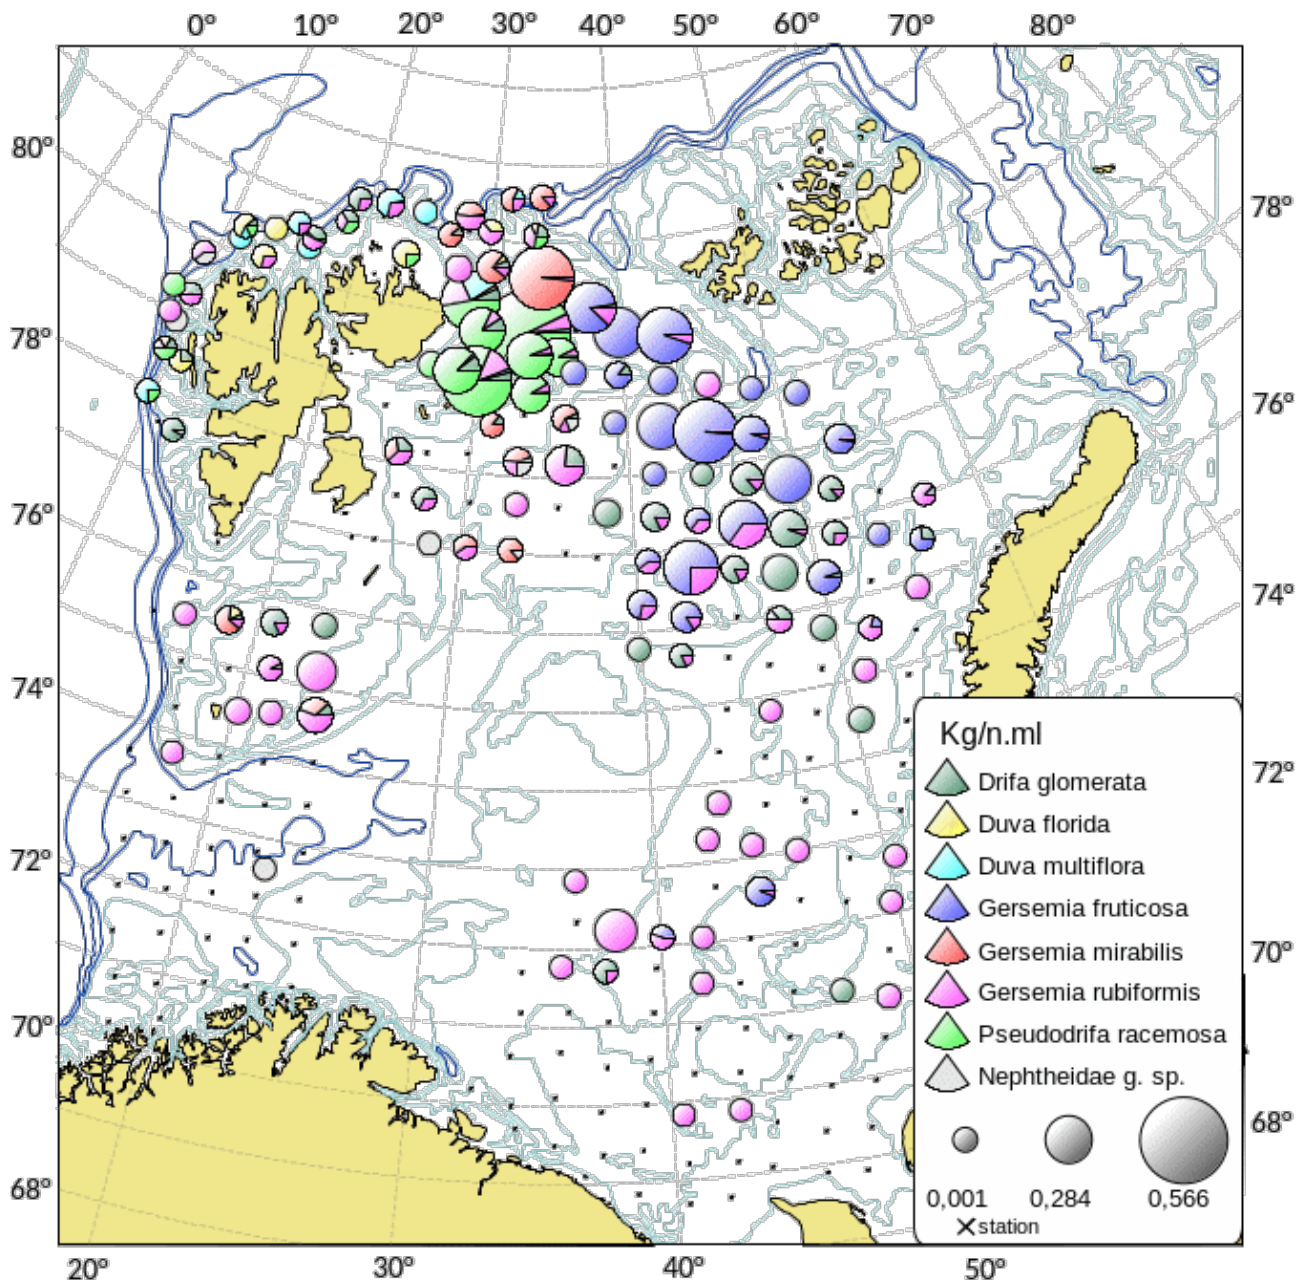 0° 10° 20° 30° 40° 50° 60° 70° 80°
80°
78°
78°
76°
76°
74°
74°
72°
72°
70°
70°
68°
68°
Kg/n.ml
Drifa glomerata
Duva florida
Duva multiflora
Gersemia fruticosa
Gersemia mirabilis
Gersemia rubiformis
Pseudodrifa racemosa
Nephtheidae g. sp.
0,001 0,284 0,566
×station
20° 30° 40° 50°